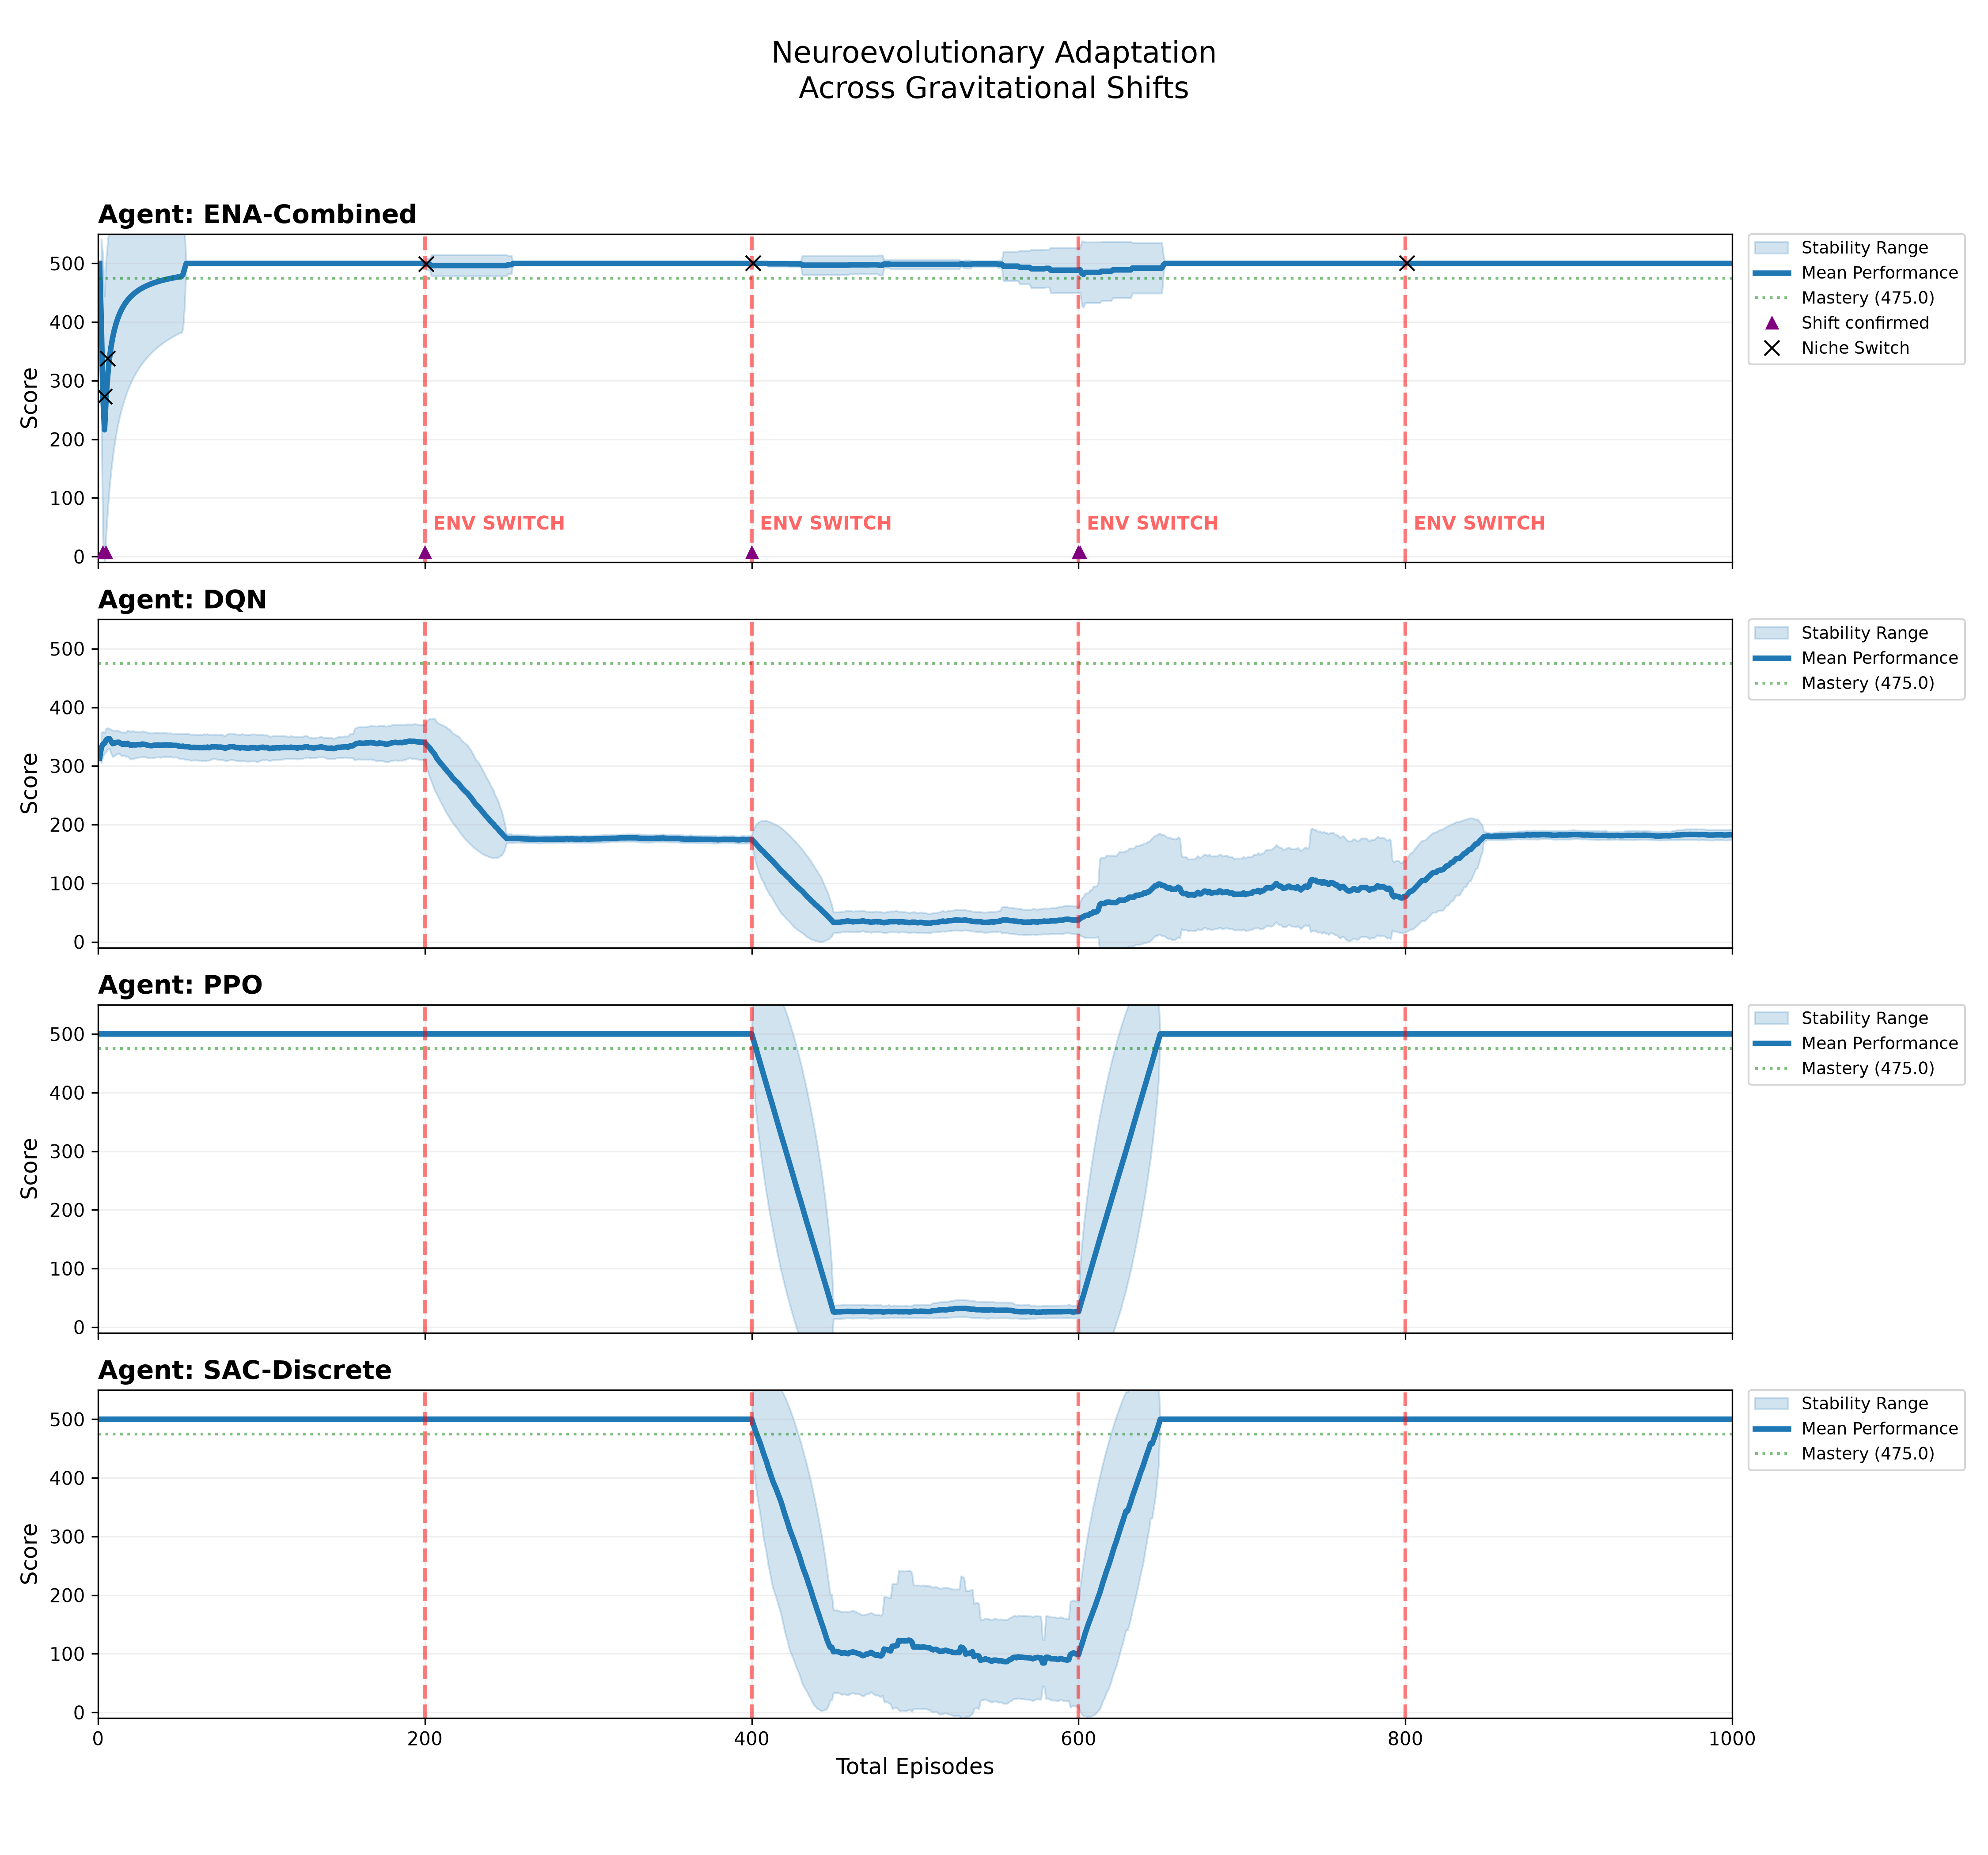 Neuroevolutionary Adaptation
Across Gravitational Shifts
Agent: ENA-Combined
Score
500
400
300
200
100
0
ENV SWITCH
ENV SWITCH
ENV SWITCH
ENV SWITCH
Stability Range
Mean Performance
Mastery (475.0)
Shift confirmed
Niche Switch
Agent: DQN
Score
500
400
300
200
100
0
Stability Range
Mean Performance
Mastery (475.0)
Agent: PPO
Score
500
400
300
200
100
0
Stability Range
Mean Performance
Mastery (475.0)
Agent: SAC-Discrete
Score
500
400
300
200
100
0
Stability Range
Mean Performance
Mastery (475.0)
0
200
400
600
800
1000
Total Episodes